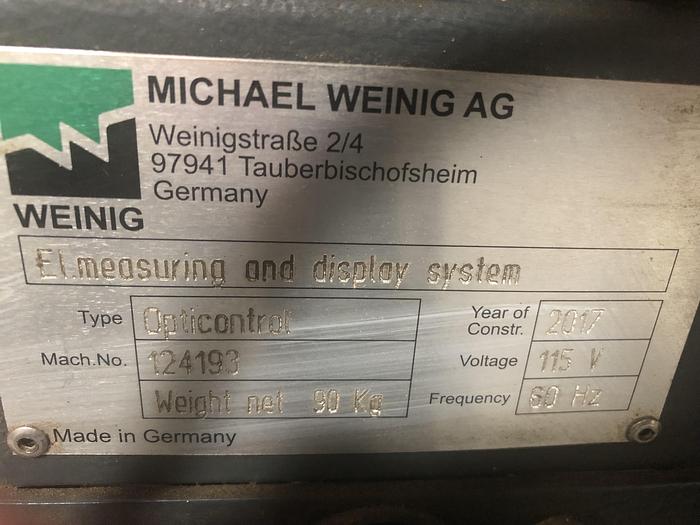 MICHAEL WEINIG AG
Weinigstraße 2/4
97941 Tauberbischofsheim
Germany
WEINIG
El.measuring and display system
Type Opticontrol
Year of Constr. 2017
Mach.No. 124193
Voltage 115 V
Weight net 90 Kg
Frequency 60 Hz
Made in Germany